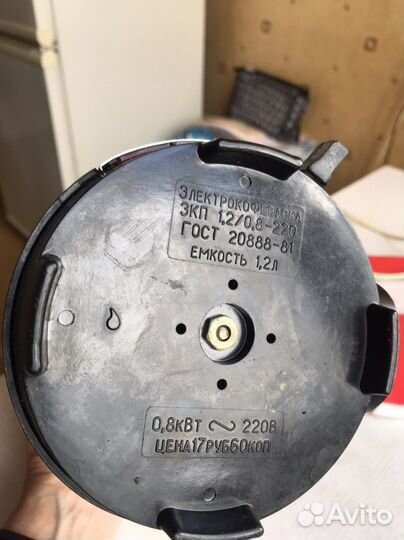 ЭЛЕКТРОКОФЕВАРКА
ЭКП 1,2/0,8-220
ГОСТ 20888-81
ЕМКОСТЬ 1,2л
0,8кВт ~ 220В
ЦЕНА17РУБ60КОП
Avito